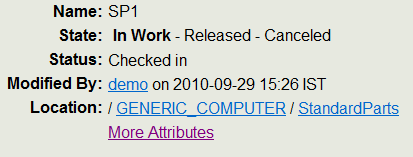 Name: SP1
State: In Work - Released - Canceled
Status: Checked in
Modified By: demo on 2010-09-29 15:26 IST
Location: / GENERIC_COMPUTER / StandardParts
More Attributes